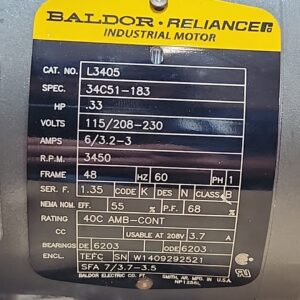 BALDOR · RELIANCER
INDUSTRIAL MOTOR
CAT. NO. L3405
SPEC. 34C51-183
HP .33
VOLTS 115/208-230
AMPS 6/3.2-3
R.P.M. 3450
FRAME 48 HZ 60 PH 1
SER. F. 1.35 CODE K DES N CLASS B
NEMA NOM. EFF. 55 % P.F. 68 %
RATING 40C AMB-CONT
CC USABLE AT 208V 3.7 A
BEARINGS DE 6203 ODE 6203
ENCL. TEFC SN W1409292521
SFA 7/3.7-3.5
BALDOR ELECTRIC CO. FT. SMITH, AR. MFG. IN U.S.A.
NP1256L